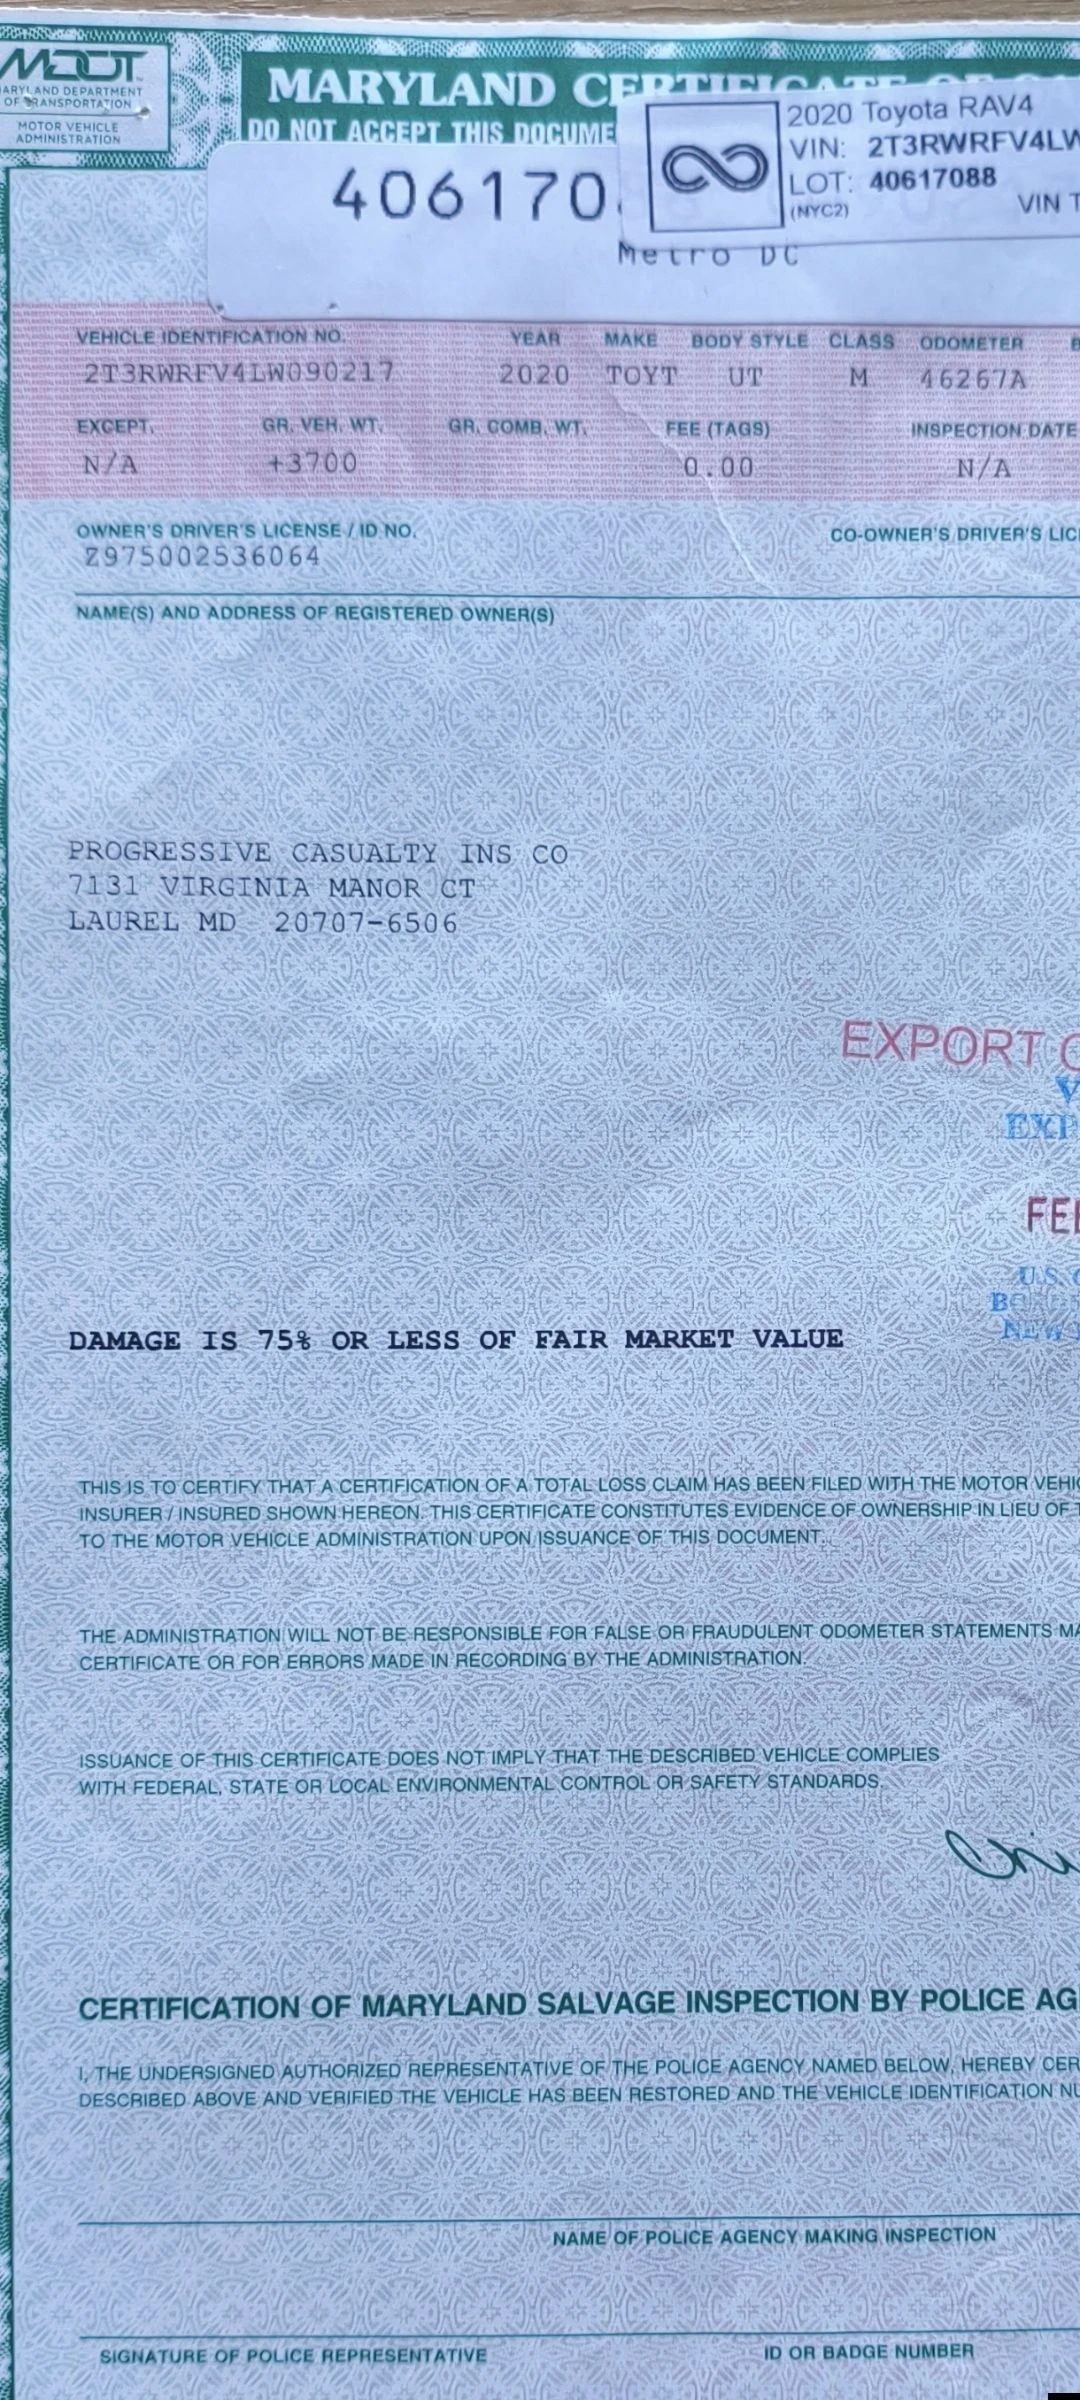 MDOT
MARYLAND DEPARTMENT
OF TRANSPORTATION
MOTOR VEHICLE
ADMINISTRATION
MARYLAND CERTIFICATE OF
DO NOT ACCEPT THIS DOCUME
406170
2020 Toyota RAV4
VIN: 2T3RWRFV4LW
LOT: 40617088
(NYC2)
VIN T
Metro DC
VEHICLE IDENTIFICATION NO. YEAR MAKE BODY STYLE CLASS ODOMETER
2T3RWRFV4LW090217 2020 TOYT UT M 46267A
EXCEPT. GR. VEH. WT. GR. COMB. WT. FEE (TAGS) INSPECTION DATE
N/A +3700 0.00 N/A
OWNER'S DRIVER'S LICENSE / ID NO. CO-OWNER'S DRIVER'S LIC
Z975002536064
NAME(S) AND ADDRESS OF REGISTERED OWNER(S)
PROGRESSIVE CASUALTY INS CO
7131 VIRGINIA MANOR CT
LAUREL MD 20707-6506
EXPORT
V
EXP
FE
U.S.
NEW
DAMAGE IS 75% OR LESS OF FAIR MARKET VALUE
THIS IS TO CERTIFY THAT A CERTIFICATION OF A TOTAL LOSS CLAIM HAS BEEN FILED WITH THE MOTOR VEHIC
INSURER / INSURED SHOWN HEREON. THIS CERTIFICATE CONSTITUTES EVIDENCE OF OWNERSHIP IN LIEU OF T
TO THE MOTOR VEHICLE ADMINISTRATION UPON ISSUANCE OF THIS DOCUMENT.
THE ADMINISTRATION WILL NOT BE RESPONSIBLE FOR FALSE OR FRAUDULENT ODOMETER STATEMENTS MA
CERTIFICATE OR FOR ERRORS MADE IN RECORDING BY THE ADMINISTRATION.
ISSUANCE OF THIS CERTIFICATE DOES NOT IMPLY THAT THE DESCRIBED VEHICLE COMPLIES
WITH FEDERAL, STATE OR LOCAL ENVIRONMENTAL CONTROL OR SAFETY STANDARDS.
CERTIFICATION OF MARYLAND SALVAGE INSPECTION BY POLICE AG
I, THE UNDERSIGNED AUTHORIZED REPRESENTATIVE OF THE POLICE AGENCY NAMED BELOW, HEREBY CER
DESCRIBED ABOVE AND VERIFIED THE VEHICLE HAS BEEN RESTORED AND THE VEHICLE IDENTIFICATION NU
NAME OF POLICE AGENCY MAKING INSPECTION
SIGNATURE OF POLICE REPRESENTATIVE ID OR BADGE NUMBER